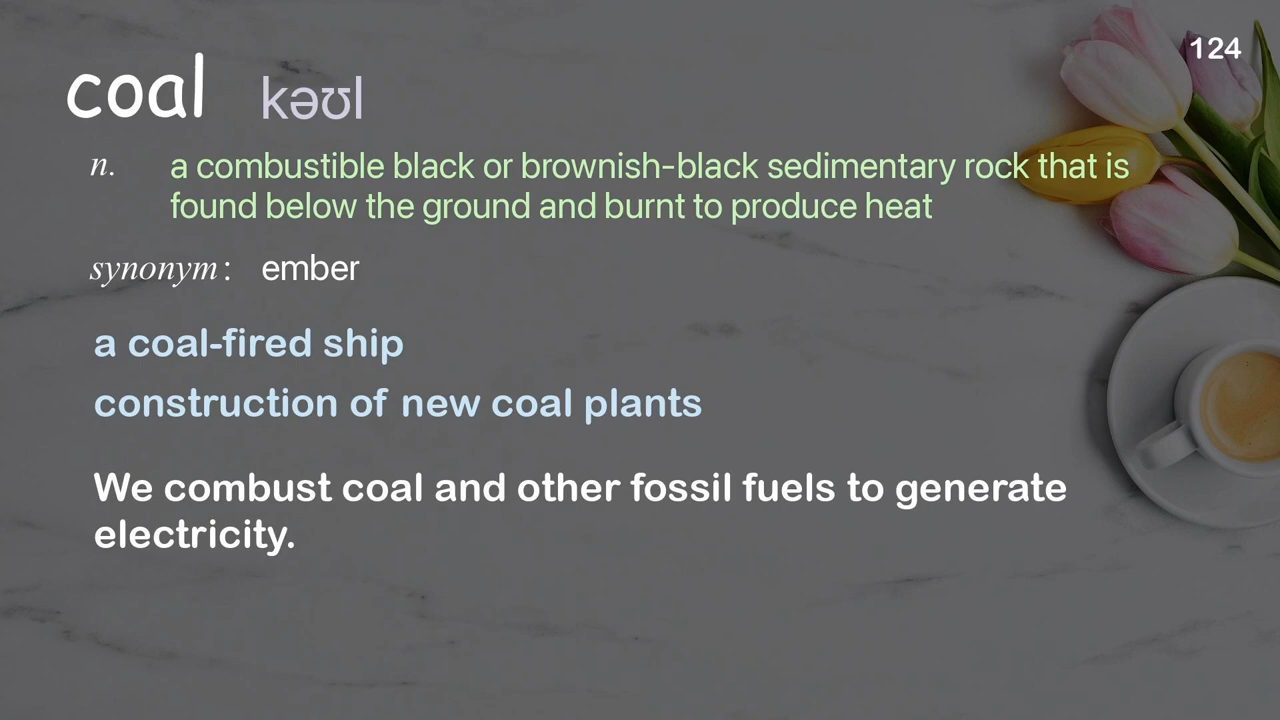 124
coal kəʊl
n. a combustible black or brownish-black sedimentary rock that is
found below the ground and burnt to produce heat
synonym: ember
a coal-fired ship
construction of new coal plants
We combust coal and other fossil fuels to generate
electricity.